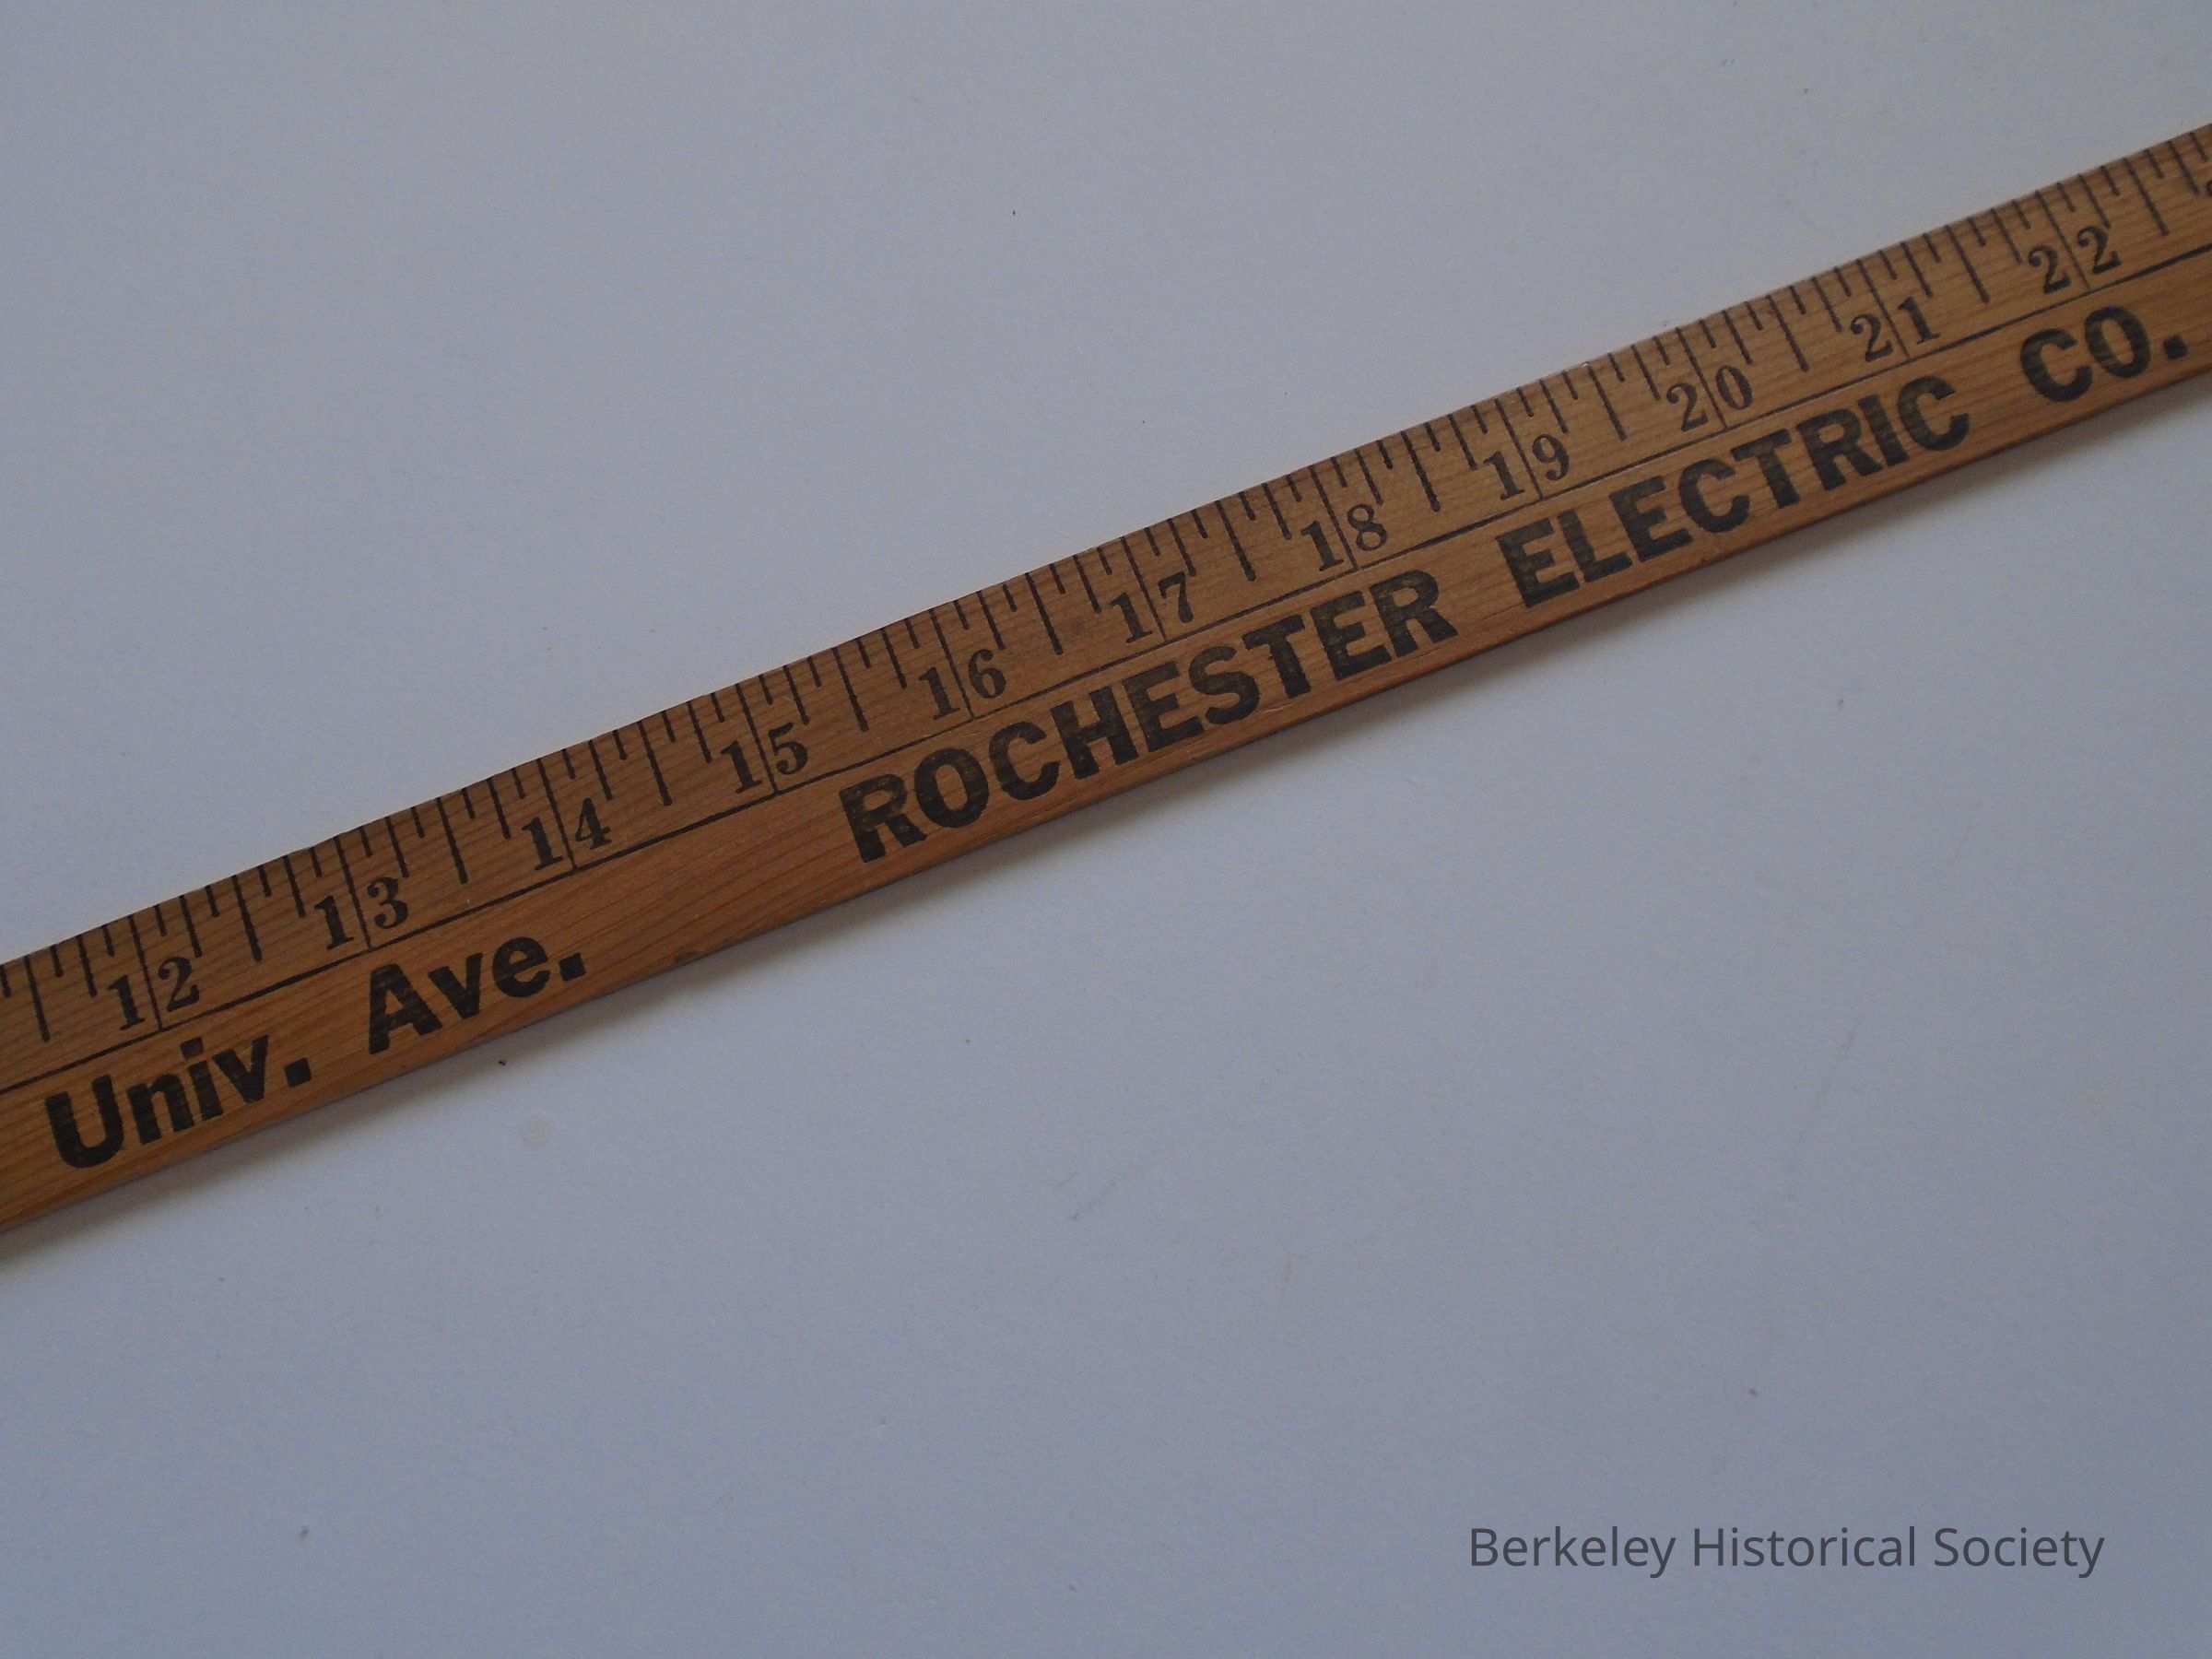 12 13 14 15 16 17 18 19 20 21 22
Univ. Ave. ROCHESTER ELECTRIC CO.
Berkeley Historical Society